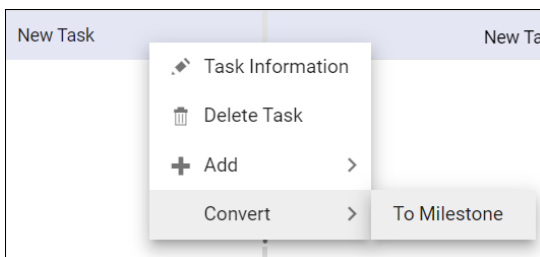 New Task
New Ta
Task Information
Delete Task
Add
Convert
To Milestone